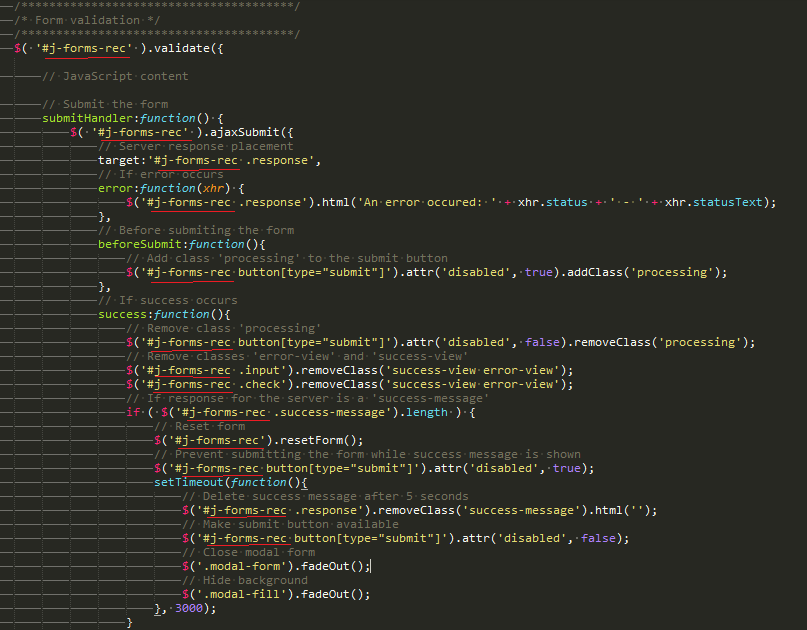 /***************************************/
/* Form validation */
/***************************************/
$( '#j-forms-rec' ).validate({
// JavaScript content
// Submit the form
submitHandler:function() {
$( '#j-forms-rec' ).ajaxSubmit({
// Server response placement
target:'#j-forms-rec .response',
// If error occurs
error:function(xhr) {
$('#j-forms-rec .response').html('An error occured: ' + xhr.status + ' - ' + xhr.statusText);
},
// Before submiting the form
beforeSubmit:function(){
// Add class 'processing' to the submit button
$('#j-forms-rec button[type="submit"]').attr('disabled', true).addClass('processing');
},
// If success occurs
success:function(){
// Remove class 'processing'
$('#j-forms-rec button[type="submit"]').attr('disabled', false).removeClass('processing');
// Remove classes 'error-view' and 'success-view'
$('#j-forms-rec .input').removeClass('success-view error-view');
$('#j-forms-rec .check').removeClass('success-view error-view');
// If response for the server is a 'success-message'
if ( $('#j-forms-rec .success-message').length ) {
// Reset form
$('#j-forms-rec').resetForm();
// Prevent submitting the form while success message is shown
$('#j-forms-rec button[type="submit"]').attr('disabled', true);
setTimeout(function(){
// Delete success message after 5 seconds
$('#j-forms-rec .response').removeClass('success-message').html('');
// Make submit button available
$('#j-forms-rec button[type="submit"]').attr('disabled', false);
// Close modal form
$('.modal-form').fadeOut();
// Hide background
$('.modal-fill').fadeOut();
}, 3000);
}